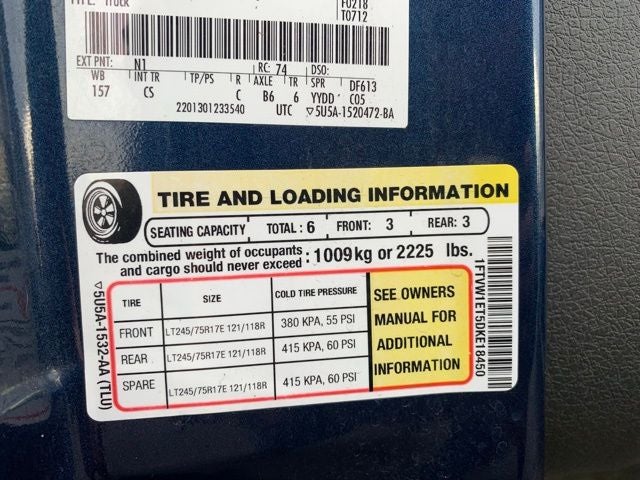 TYPE: TRUCK
F0218
T0712
EXT PNT: N1 RC: 74 DSO:
WB INT TR TP/PS R AXLE TR SPR DF613
157 CS C B6 6 YYDD C05
2201301233540 UTC ▽5U5A-1520472-BA
TIRE AND LOADING INFORMATION
SEATING CAPACITY TOTAL : 6 FRONT: 3 REAR: 3
The combined weight of occupants
and cargo should never exceed : 1009kg or 2225 lbs.
TIRE SIZE COLD TIRE PRESSURE
FRONT LT245/75R17E 121/118R 380 KPA, 55 PSI
REAR LT245/75R17E 121/118R 415 KPA, 60 PSI
SPARE LT245/75R17E 121/118R 415 KPA, 60 PSI
SEE OWNERS
MANUAL FOR
ADDITIONAL
INFORMATION
▽5U5A-1532-AA (TLU)
1FTVW1ET5DKE18450